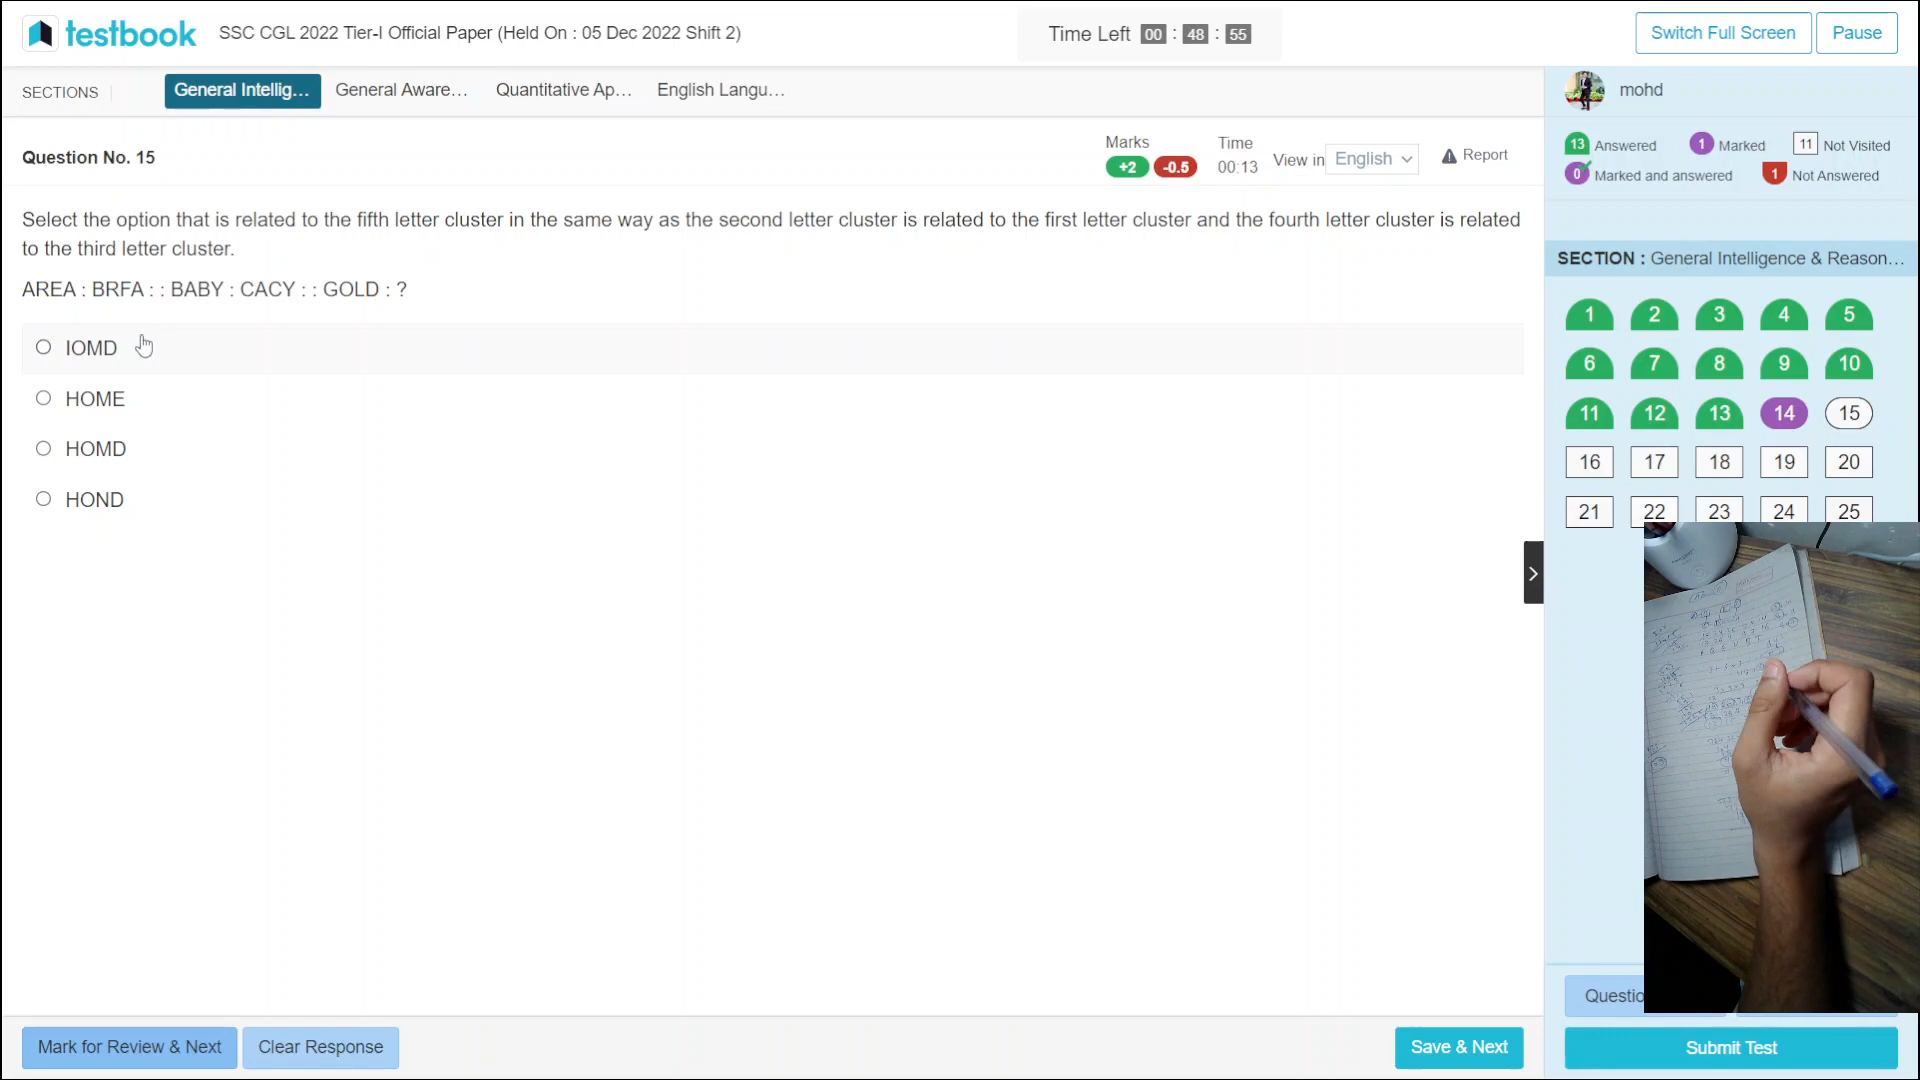 testbook SSC CGL 2022 Tier-I Official Paper (Held On : 05 Dec 2022 Shift 2) Time Left 00 : 48 : 55 Switch Full Screen Pause
SECTIONS General Intellig... General Aware... Quantitative Ap... English Langu... mohd
Question No. 15
Marks
+2 -0.5
Time
00:13
View in English
Report
13 Answered 1 Marked 11 Not Visited
0 Marked and answered 1 Not Answered
Select the option that is related to the fifth letter cluster in the same way as the second letter cluster is related to the first letter cluster and the fourth letter cluster is related
to the third letter cluster.
AREA : BRFA : : BABY : CACY : : GOLD : ?
IOMD
HOME
HOMD
HOND
SECTION : General Intelligence & Reason...
1 2 3 4 5
6 7 8 9 10
11 12 13 14 15
16 17 18 19 20
21 22 23 24 25
Questio
Mark for Review & Next Clear Response Save & Next Submit Test